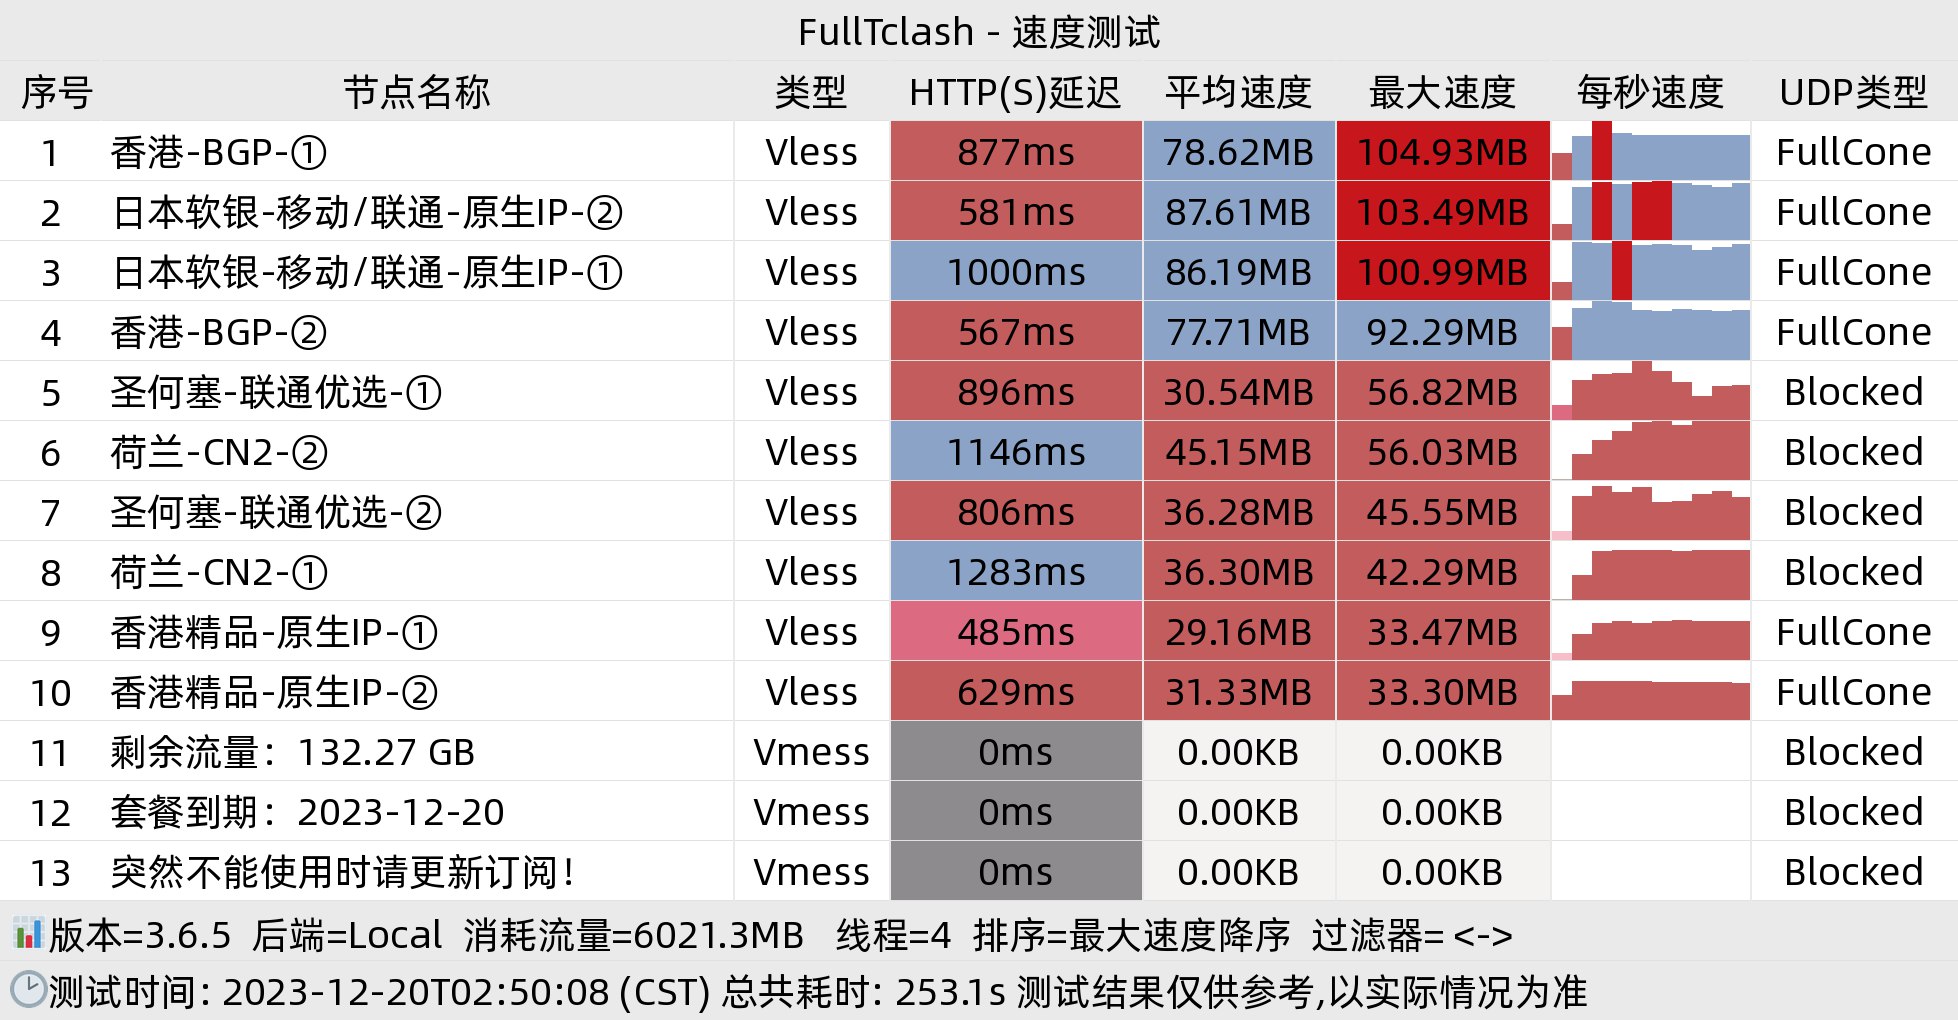 FullTclash - 速度测试
序号 节点名称 类型 HTTP(S)延迟 平均速度 最大速度 每秒速度 UDP类型
1 香港-BGP-① Vless 877ms 78.62MB 104.93MB FullCone
2 日本软银-移动/联通-原生IP-② Vless 581ms 87.61MB 103.49MB FullCone
3 日本软银-移动/联通-原生IP-① Vless 1000ms 86.19MB 100.99MB FullCone
4 香港-BGP-② Vless 567ms 77.71MB 92.29MB FullCone
5 圣何塞-联通优选-① Vless 896ms 30.54MB 56.82MB Blocked
6 荷兰-CN2-② Vless 1146ms 45.15MB 56.03MB Blocked
7 圣何塞-联通优选-② Vless 806ms 36.28MB 45.55MB Blocked
8 荷兰-CN2-① Vless 1283ms 36.30MB 42.29MB Blocked
9 香港精品-原生IP-① Vless 485ms 29.16MB 33.47MB FullCone
10 香港精品-原生IP-② Vless 629ms 31.33MB 33.30MB FullCone
11 剩余流量：132.27 GB Vmess 0ms 0.00KB 0.00KB Blocked
12 套餐到期：2023-12-20 Vmess 0ms 0.00KB 0.00KB Blocked
13 突然不能使用时请更新订阅！ Vmess 0ms 0.00KB 0.00KB Blocked
版本=3.6.5 后端=Local 消耗流量=6021.3MB 线程=4 排序=最大速度降序 过滤器= <->
测试时间: 2023-12-20T02:50:08 (CST) 总共耗时: 253.1s 测试结果仅供参考,以实际情况为准